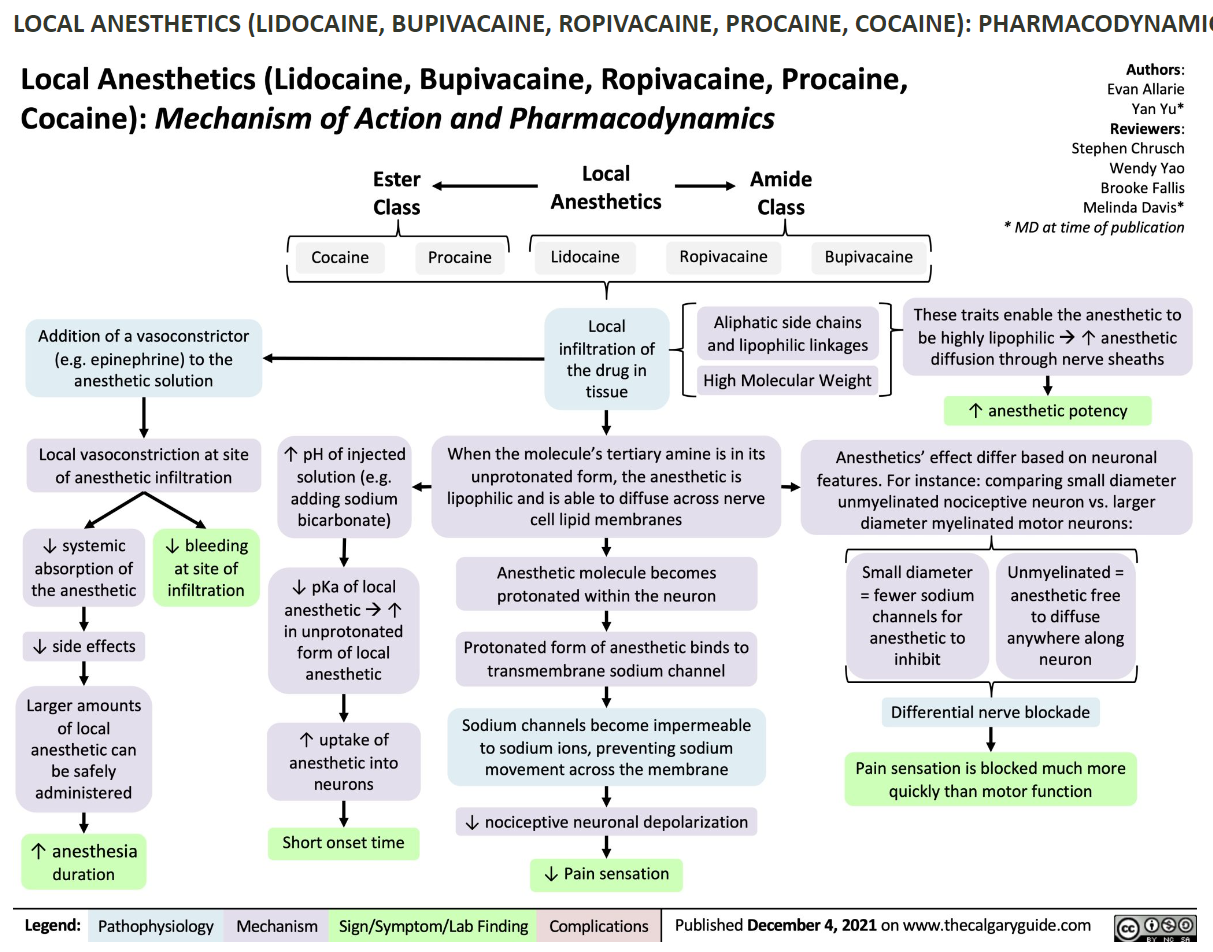 LOCAL ANESTHETICS (LIDOCAINE, BUPIVACAINE, ROPIVACAINE, PROCAINE, COCAINE): PHARMACODYNAMIC
Local Anesthetics (Lidocaine, Bupivacaine, Ropivacaine, Procaine,
Cocaine): Mechanism of Action and Pharmacodynamics
Authors:
Evan Allarie
Yan Yu*
Reviewers:
Stephen Chrusch
Wendy Yao
Brooke Fallis
Melinda Davis*
* MD at time of publication
Ester
Class
Local
Anesthetics
Amide
Class
Cocaine
Procaine
Lidocaine
Ropivacaine
Bupivacaine
Addition of a vasoconstrictor
(e.g. epinephrine) to the
anesthetic solution
Local
infiltration of
the drug in
tissue
Aliphatic side chains
and lipophilic linkages
High Molecular Weight
These traits enable the anesthetic to
be highly lipophilic → ↑ anesthetic
diffusion through nerve sheaths
↑ anesthetic potency
Local vasoconstriction at site
of anesthetic infiltration
↓ systemic
absorption of
the anesthetic
↓ bleeding
at site of
infiltration
↓ side effects
Larger amounts
of local
anesthetic can
be safely
administered
↑ anesthesia
duration
↑ pH of injected
solution (e.g.
adding sodium
bicarbonate)
↓ pKa of local
anesthetic → ↑
in unprotonated
form of local
anesthetic
↑ uptake of
anesthetic into
neurons
Short onset time
When the molecule's tertiary amine is in its
unprotonated form, the anesthetic is
lipophilic and is able to diffuse across nerve
cell lipid membranes
Anesthetic molecule becomes
protonated within the neuron
Protonated form of anesthetic binds to
transmembrane sodium channel
Sodium channels become impermeable
to sodium ions, preventing sodium
movement across the membrane
↓ nociceptive neuronal depolarization
↓ Pain sensation
Anesthetics' effect differ based on neuronal
features. For instance: comparing small diameter
unmyelinated nociceptive neuron vs. larger
diameter myelinated motor neurons:
Small diameter
= fewer sodium
channels for
anesthetic to
inhibit
Unmyelinated =
anesthetic free
to diffuse
anywhere along
neuron
Differential nerve blockade
Pain sensation is blocked much more
quickly than motor function
Legend:
Pathophysiology
Mechanism
Sign/Symptom/Lab Finding
Complications
Published December 4, 2021 on www.thecalgaryguide.com
cc
BY NC SA